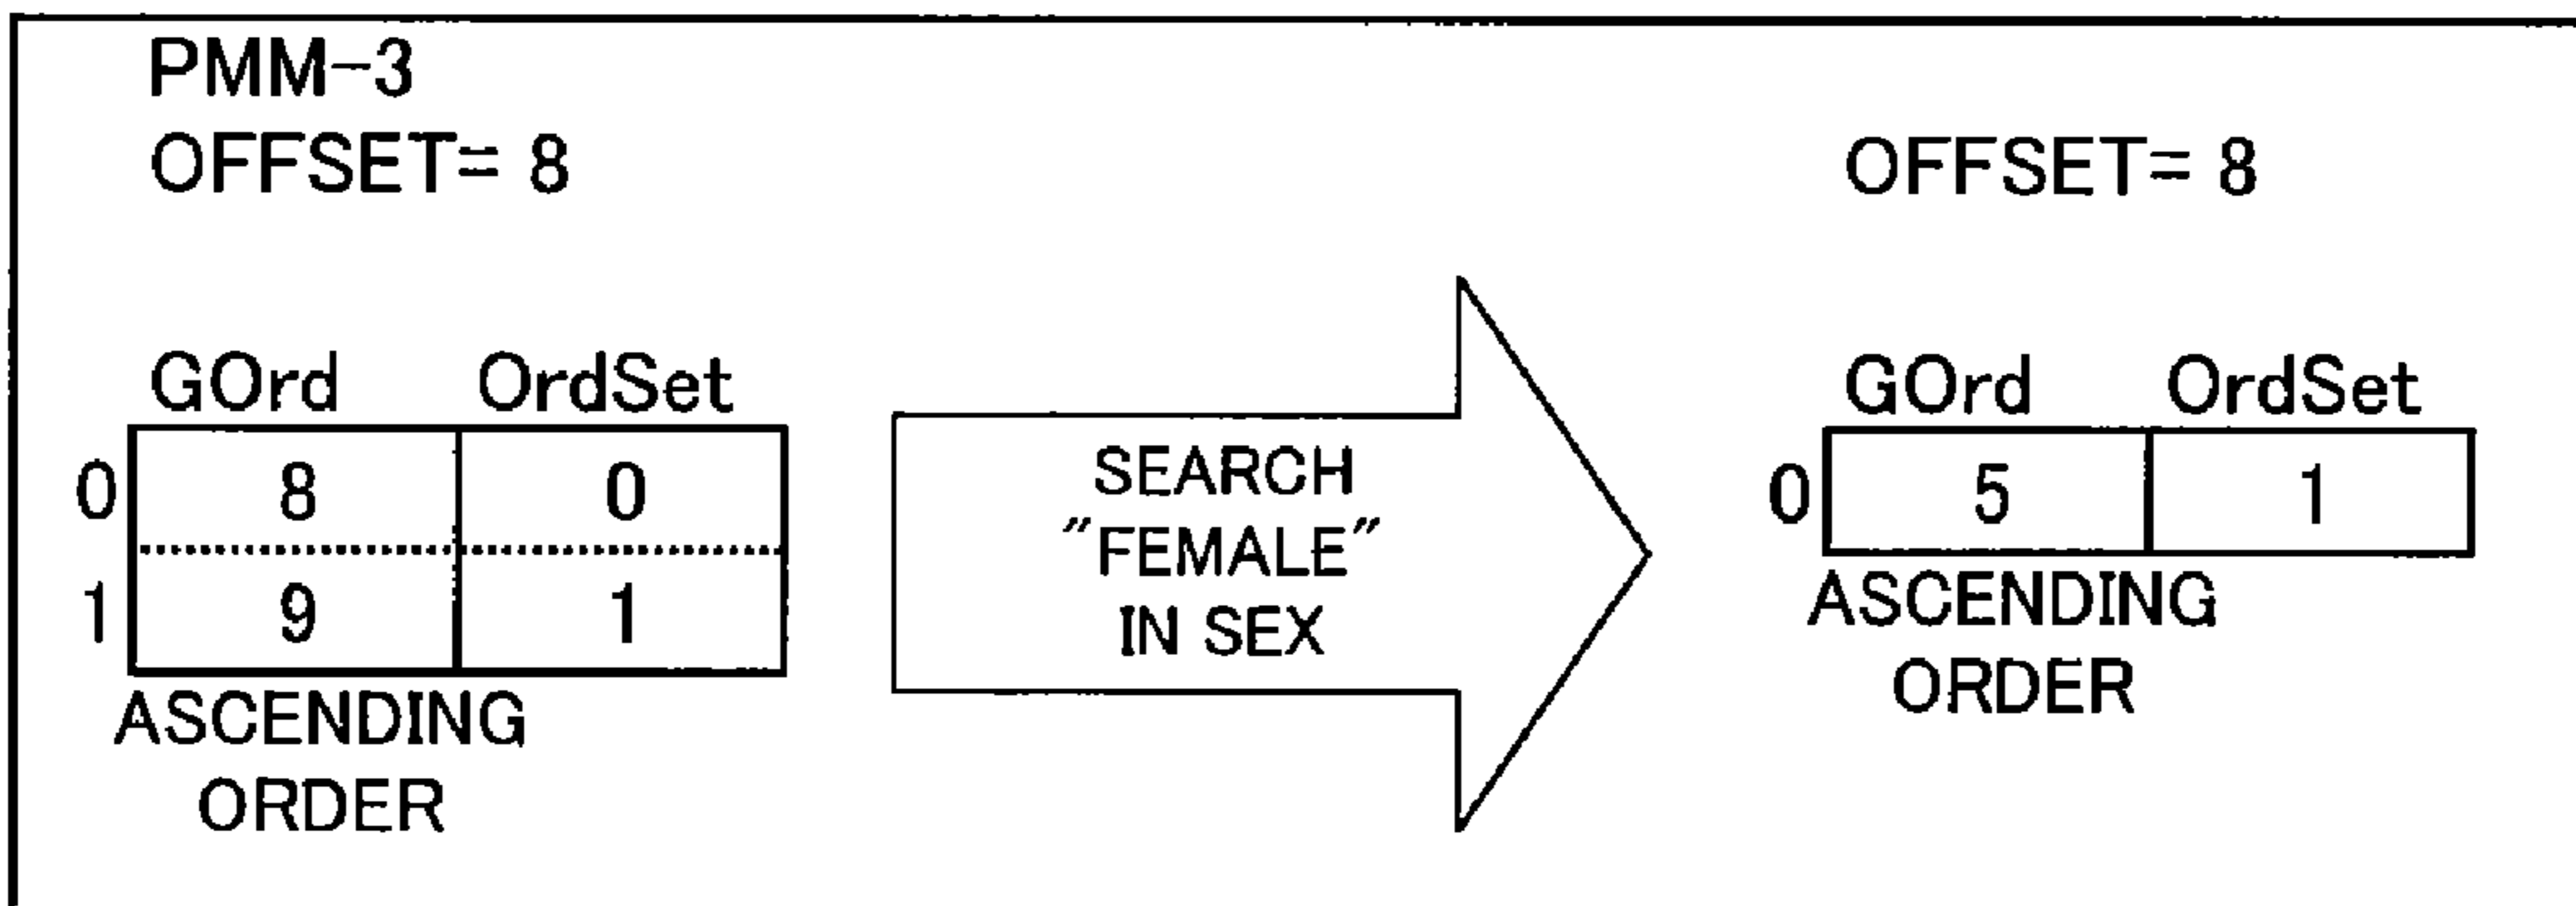 PMM-3
OFFSET= 8
GOrd OrdSet
0 8 0
1 9 1
ASCENDING
ORDER
SEARCH
"FEMALE"
IN SEX
OFFSET= 8
GOrd OrdSet
0 5 1
ASCENDING
ORDER